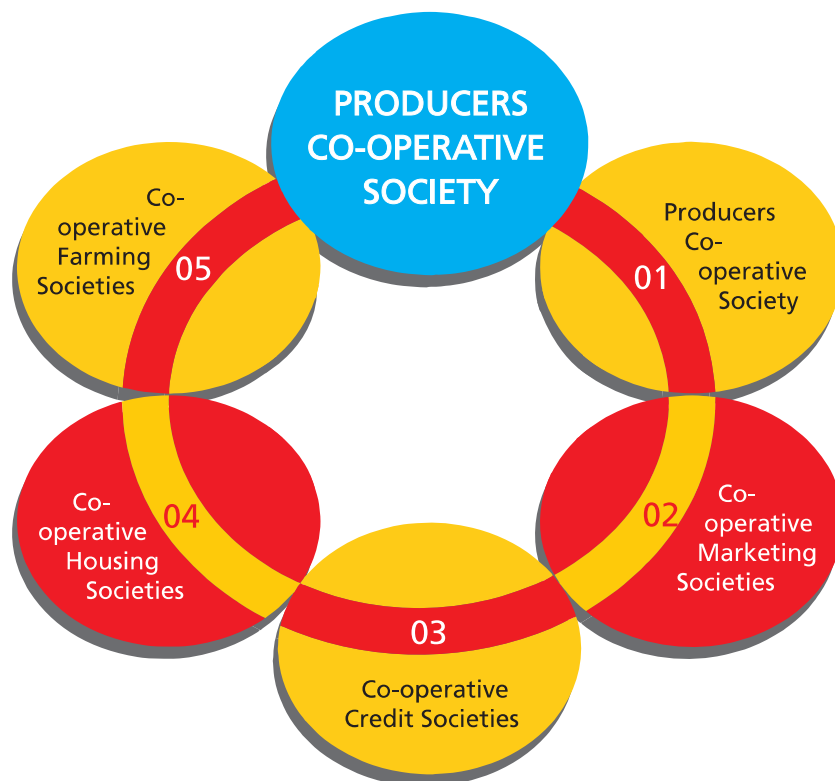 PRODUCERS
CO-OPERATIVE
SOCIETY
Producers
Co-
operative
Society
01
Co-
operative
Marketing
Societies
02
03
Co-operative
Credit Societies
Co-
operative
Housing
Societies
04
Co-
operative
Farming
Societies
05